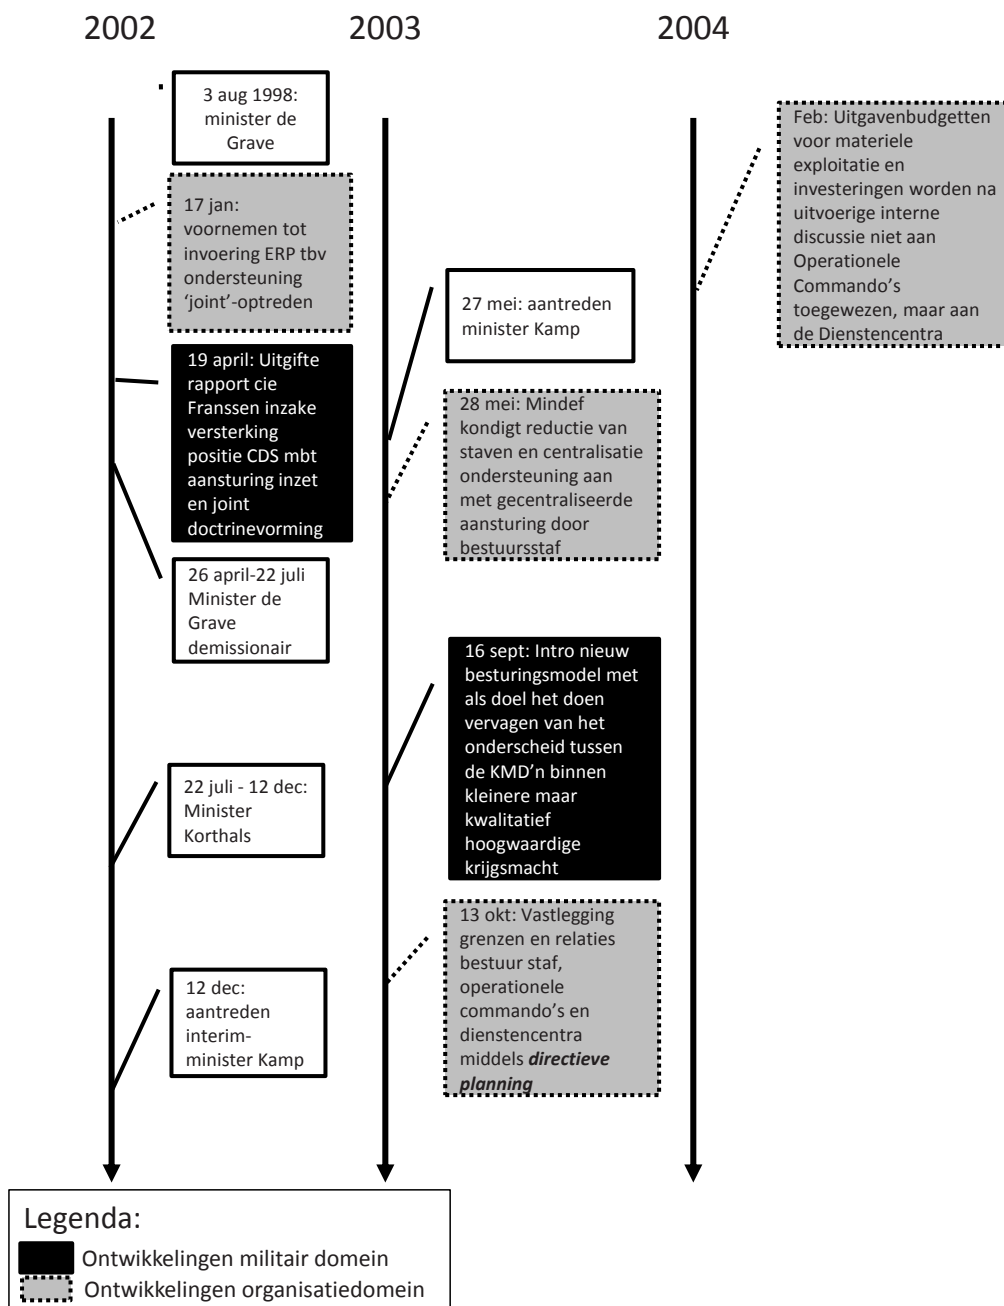 2002
2003
2004
3 aug 1998:
minister de
Grave
17 jan:
voornemen tot
invoering ERP tbv
ondersteuning
‘joint’-optreden
19 april: Uitgifte
rapport cie
Franssen inzake
versterking
positie CDS mbt
aansturing inzet
en joint
doctrinevorming
26 april-22 juli
Minister de
Grave
demissionair
22 juli - 12 dec:
Minister
Korthals
12 dec:
aantreden
interim-
minister Kamp
27 mei: aantreden
minister Kamp
28 mei: Mindef
kondigt reductie van
staven en centralisatie
ondersteuning aan
met gecentraliseerde
aansturing door
bestuursstaf
16 sept: Intro nieuw
besturingsmodel met
als doel het doen
vervagen van het
onderscheid tussen
de KMD’n binnen
kleinere maar
kwalitatief
hoogwaardige
krijgsmacht
13 okt: Vastlegging
grenzen en relaties
bestuur staf,
operationele
commando’s en
dienstencentra
middels directieve
planning
Feb: Uitgavenbudgetten
voor materiele
exploitatie en
investeringen worden na
uitvoerige interne
discussie niet aan
Operationele
Commando’s
toegewezen, maar aan
de Dienstencentra
Legenda:
Ontwikkelingen militair domein
Ontwikkelingen organisatiedomein